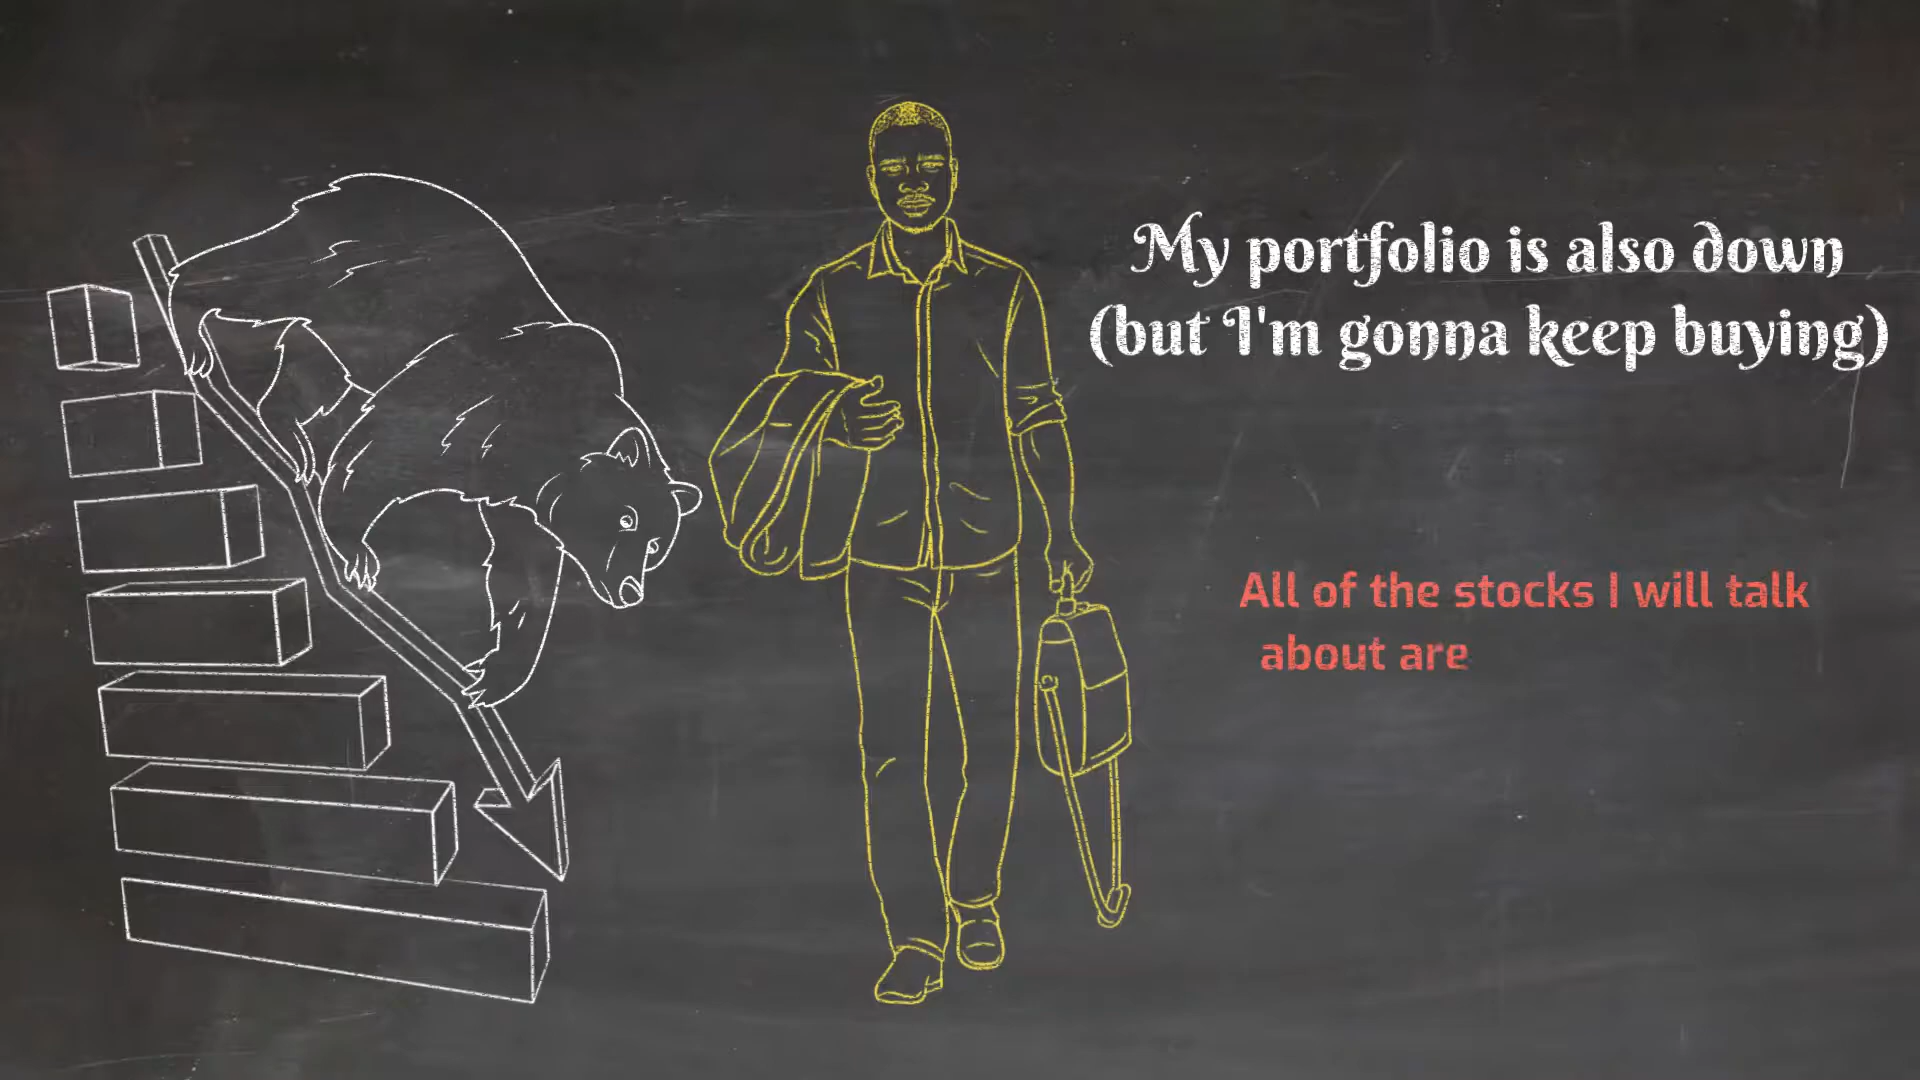 My portfolio is also down
(but I'm gonna keep buying)
All of the stocks I will talk
about are